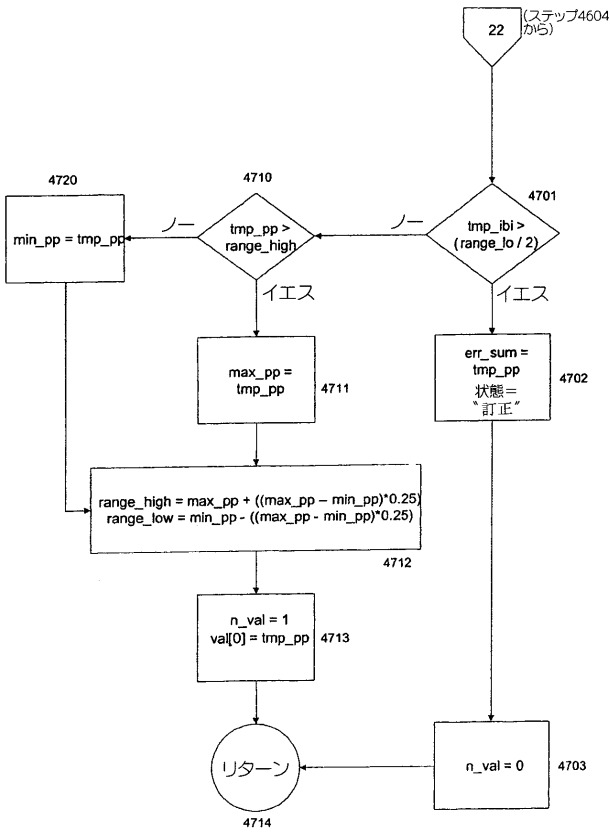 22
(ステップ4604
から)
4701
tmp_ibi >
(range_lo / 2)
ノー
イエス
4710
tmp_pp >
range_high
ノー
イエス
4720
min_pp = tmp_pp
max_pp =
tmp_pp
4711
err_sum =
tmp_pp
状態=
“訂正”
4702
range_high = max_pp + ((max_pp – min_pp)*0.25)
range_low = min_pp - ((max_pp - min_pp)*0.25)
4712
n_val = 1
val[0] = tmp_pp
4713
リターン
4714
n_val = 0
4703